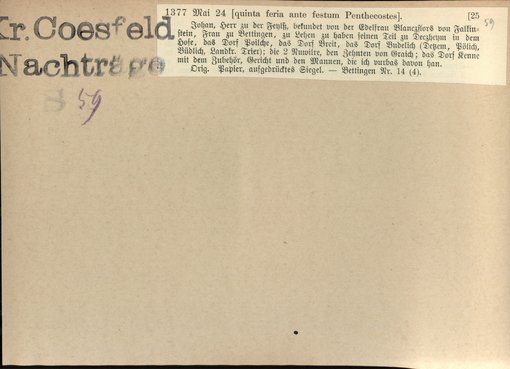 Kr. Coesfeld
Nachträge
59
1377 Mai 24 [quinta feria ante festum Penthecostes]. [25
59
Johan, Herr zu der Feylß, bekundet von der Edelfrau Blanczflors von Falkin-
stein, Frau zu Bettingen, zu Lehen zu haben seinen Teil zu Deczheym in dem
Hofe, das Dorf Poliche, das Dorf Breit, das Dorf Budelich (Detzem, Pölich,
Büdlich, Landkr. Trier); die 2 Nuwilre, den Zehnten von Graich; das Dorf Kenne
mit dem Zubehör, Gericht und den Mannen, die ich vurbas davon han.
Orig. Papier, aufgedrücktes Siegel. — Bettingen Nr. 14 (4).